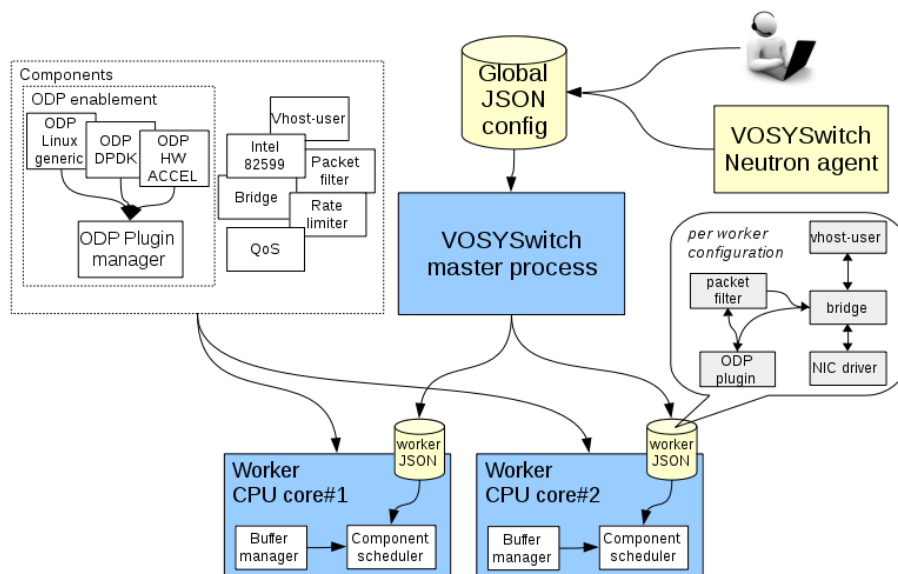 Components
ODP enablement
ODP
Linux
generic
ODP
DPDK
ODP
HW
ACCEL
ODP Plugin
manager
Vhost-user
Intel
82599
Packet
filter
Bridge
Rate
limiter
QoS
Global
JSON
config
VOSYSwitch
Neutron agent
VOSYSwitch
master process
per worker
configuration
vhost-user
packet
filter
bridge
ODP
plugin
NIC driver
worker
JSON
Worker
CPU core#1
Buffer
manager
Component
scheduler
worker
JSON
Worker
CPU core#2
Buffer
manager
Component
scheduler